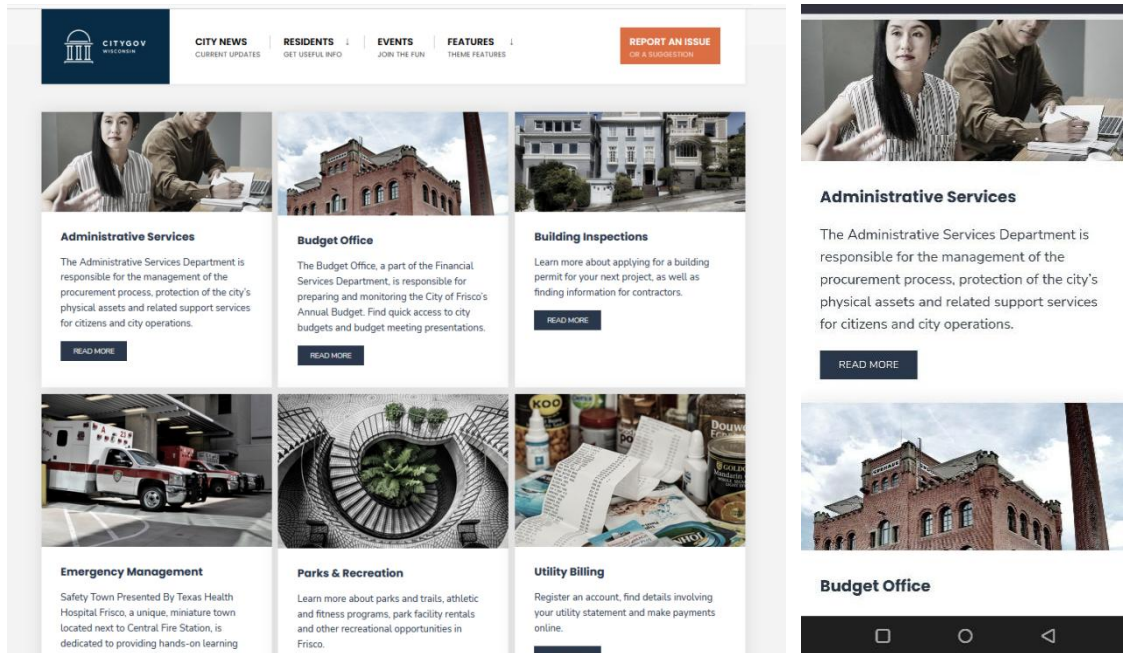 CITYGOV
WISCONSIN
CITY NEWS
CURRENT UPDATES
RESIDENTS ↓
GET USEFUL INFO
EVENTS
JOIN THE FUN
FEATURES ↓
THEME FEATURES
REPORT AN ISSUE
OR A SUGGESTION
Administrative Services
The Administrative Services Department is
responsible for the management of the
procurement process, protection of the city's
physical assets and related support services
for citizens and city operations.
READ MORE
Budget Office
The Budget Office, a part of the Financial
Services Department, is responsible for
preparing and monitoring the City of Frisco's
Annual Budget. Find quick access to city
budgets and budget meeting presentations.
READ MORE
Building Inspections
Learn more about applying for a building
permit for your next project, as well as
finding information for contractors.
READ MORE
KOO
Douw
GOLD
Mandarin
Emergency Management
Safety Town Presented By Texas Health
Hospital Frisco, a unique, miniature town
located next to Central Fire Station, is
dedicated to providing hands-on learning
Parks & Recreation
Learn more about parks and trails, athletic
and fitness programs, park facility rentals
and other recreational opportunities in
Frisco.
Utility Billing
Register an account, find details involving
your utility statement and make payments
online.
Administrative Services
The Administrative Services Department is
responsible for the management of the
procurement process, protection of the city's
physical assets and related support services
for citizens and city operations.
READ MORE
Budget Office